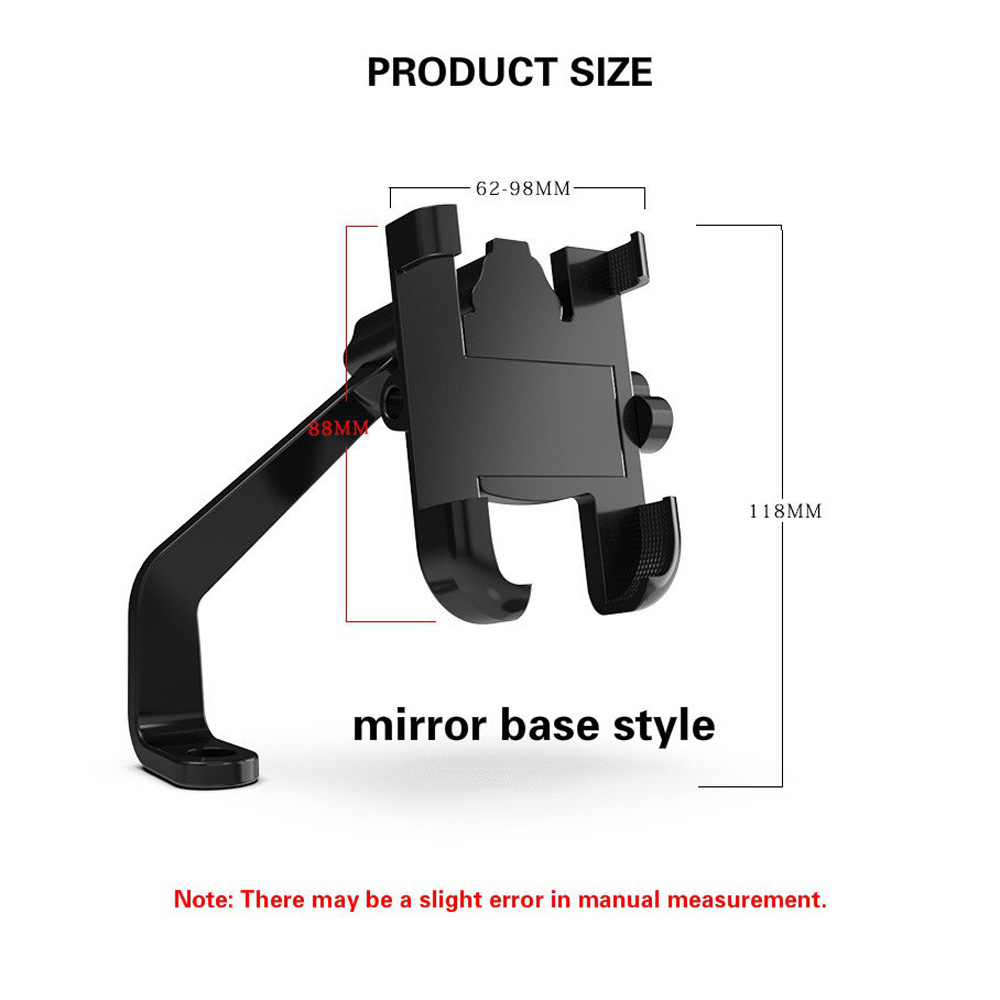 PRODUCT SIZE
62-98MM
88MM
118MM
mirror base style
Note: There may be a slight error in manual measurement.